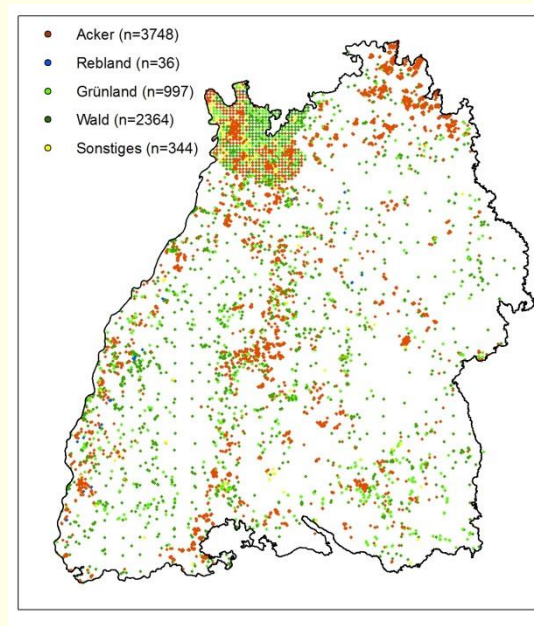 Acker (n=3748)
Rebland (n=36)
Grünland (n=997)
Wald (n=2364)
Sonstiges (n=344)